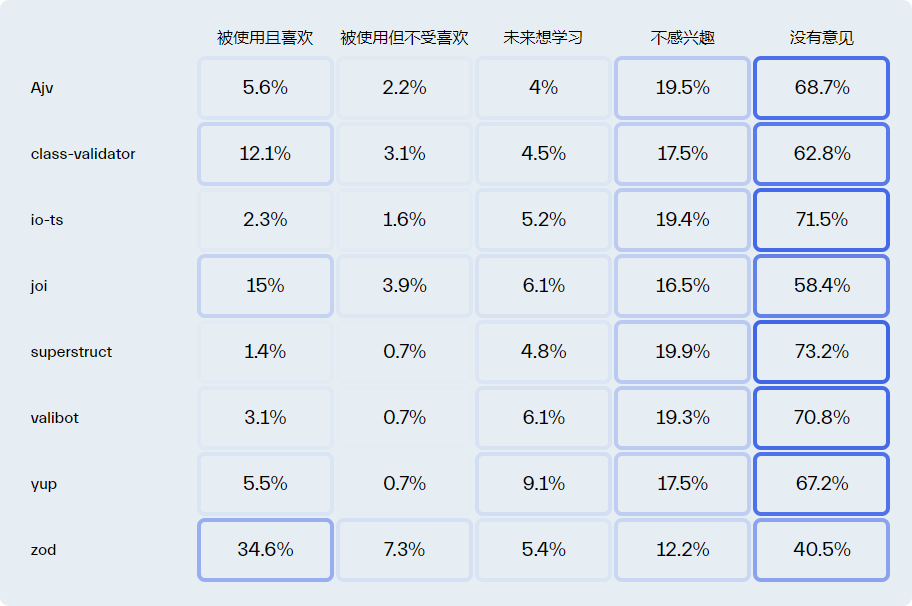 被使用且喜欢 被使用但不受喜欢 未来想学习 不感兴趣 没有意见
Ajv 5.6% 2.2% 4% 19.5% 68.7%
class-validator 12.1% 3.1% 4.5% 17.5% 62.8%
io-ts 2.3% 1.6% 5.2% 19.4% 71.5%
joi 15% 3.9% 6.1% 16.5% 58.4%
superstruct 1.4% 0.7% 4.8% 19.9% 73.2%
valibot 3.1% 0.7% 6.1% 19.3% 70.8%
yup 5.5% 0.7% 9.1% 17.5% 67.2%
zod 34.6% 7.3% 5.4% 12.2% 40.5%